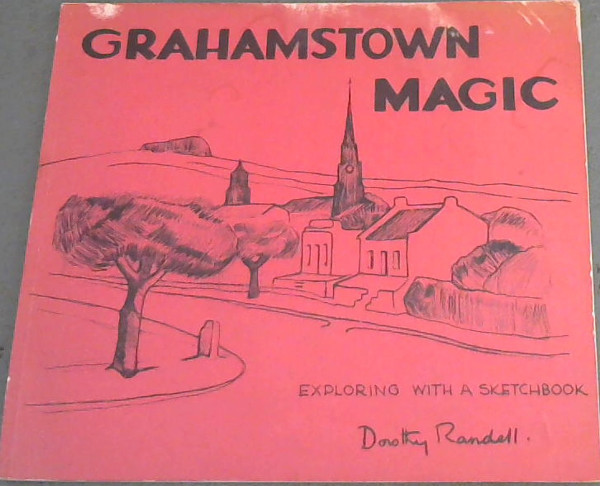 GRAHAMSTOWN
MAGIC
EXPLORING WITH A SKETCHBOOK
Dorothy Randell.